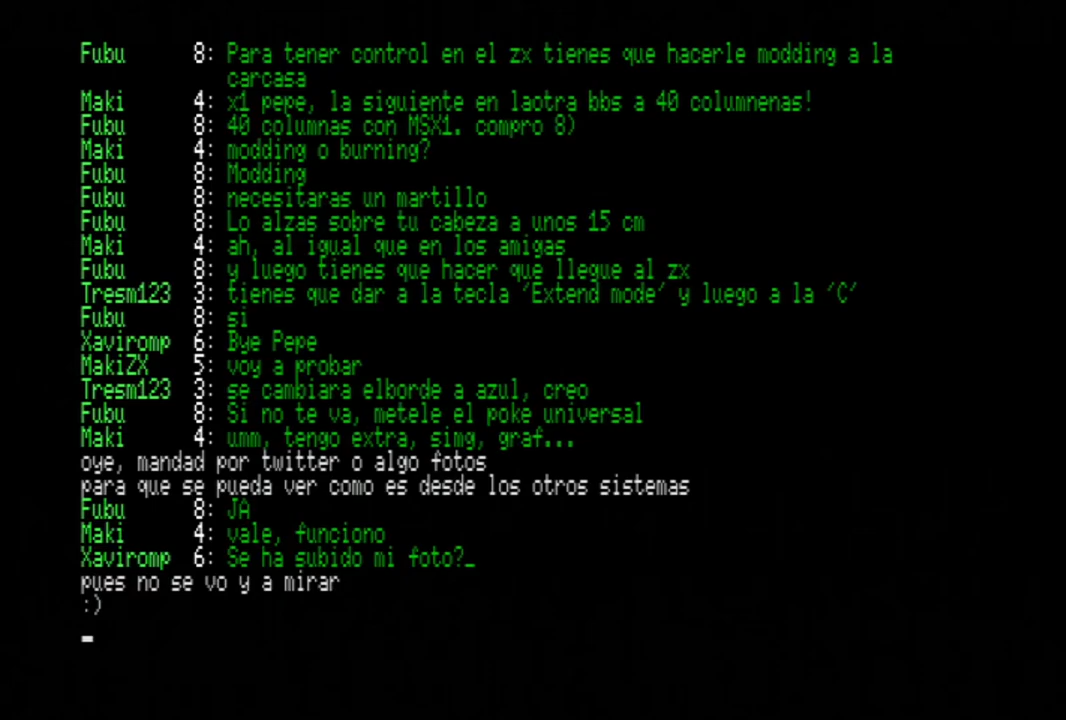 Fubu 8: Para tener control en el zx tienes que hacerle modding a la
carcasa
Maki 4: x1 pepe, la siguiente en laotra bbs a 40 columnenas!
Fubu 8: 40 columnas con MSX1. compro 8)
Maki 4: modding o burning?
Fubu 8: Modding
Fubu 8: necesitaras un martillo
Fubu 8: Lo alzas sobre tu cabeza a unos 15 cm
Maki 4: ah, al igual que en los amigas
Fubu 8: y luego tienes que hacer que llegue al zx
Tresm123 3: tienes que dar a la tecla 'Extend mode' y luego a la 'C'
Fubu 8: si
Xaviromp 6: Bye Pepe
MakiZX 5: voy a probar
Tresm123 3: se cambiara elborde a azul, creo
Fubu 8: Si no te va, metele el poke universal
Maki 4: umm, tengo extra, simg, graf...
oye, mandad por twitter o algo fotos
para que se pueda ver como es desde los otros sistemas
Fubu 8: JA
Maki 4: vale, funciono
Xaviromp 6: Se ha subido mi foto?_
pues no se vo y a mirar
:)